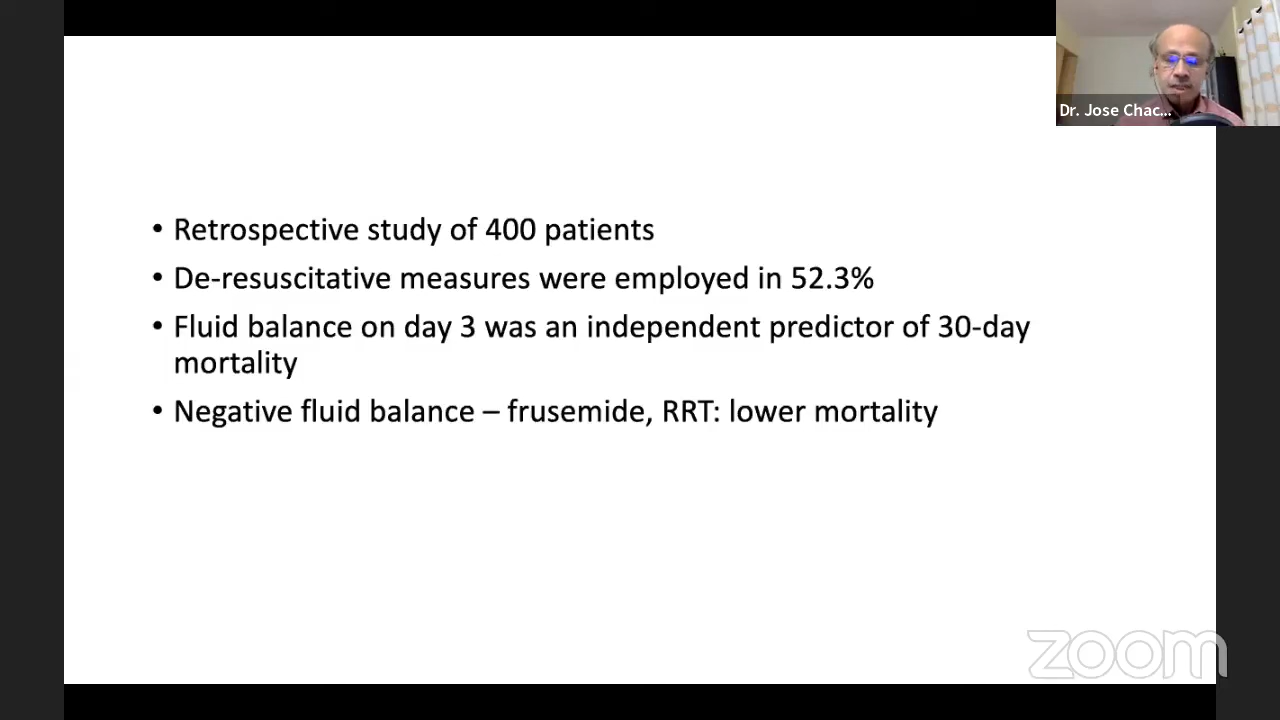 Dr. Jose Chac...
• Retrospective study of 400 patients
• De-resuscitative measures were employed in 52.3%
• Fluid balance on day 3 was an independent predictor of 30-day
mortality
• Negative fluid balance – frusemide, RRT: lower mortality
zoom